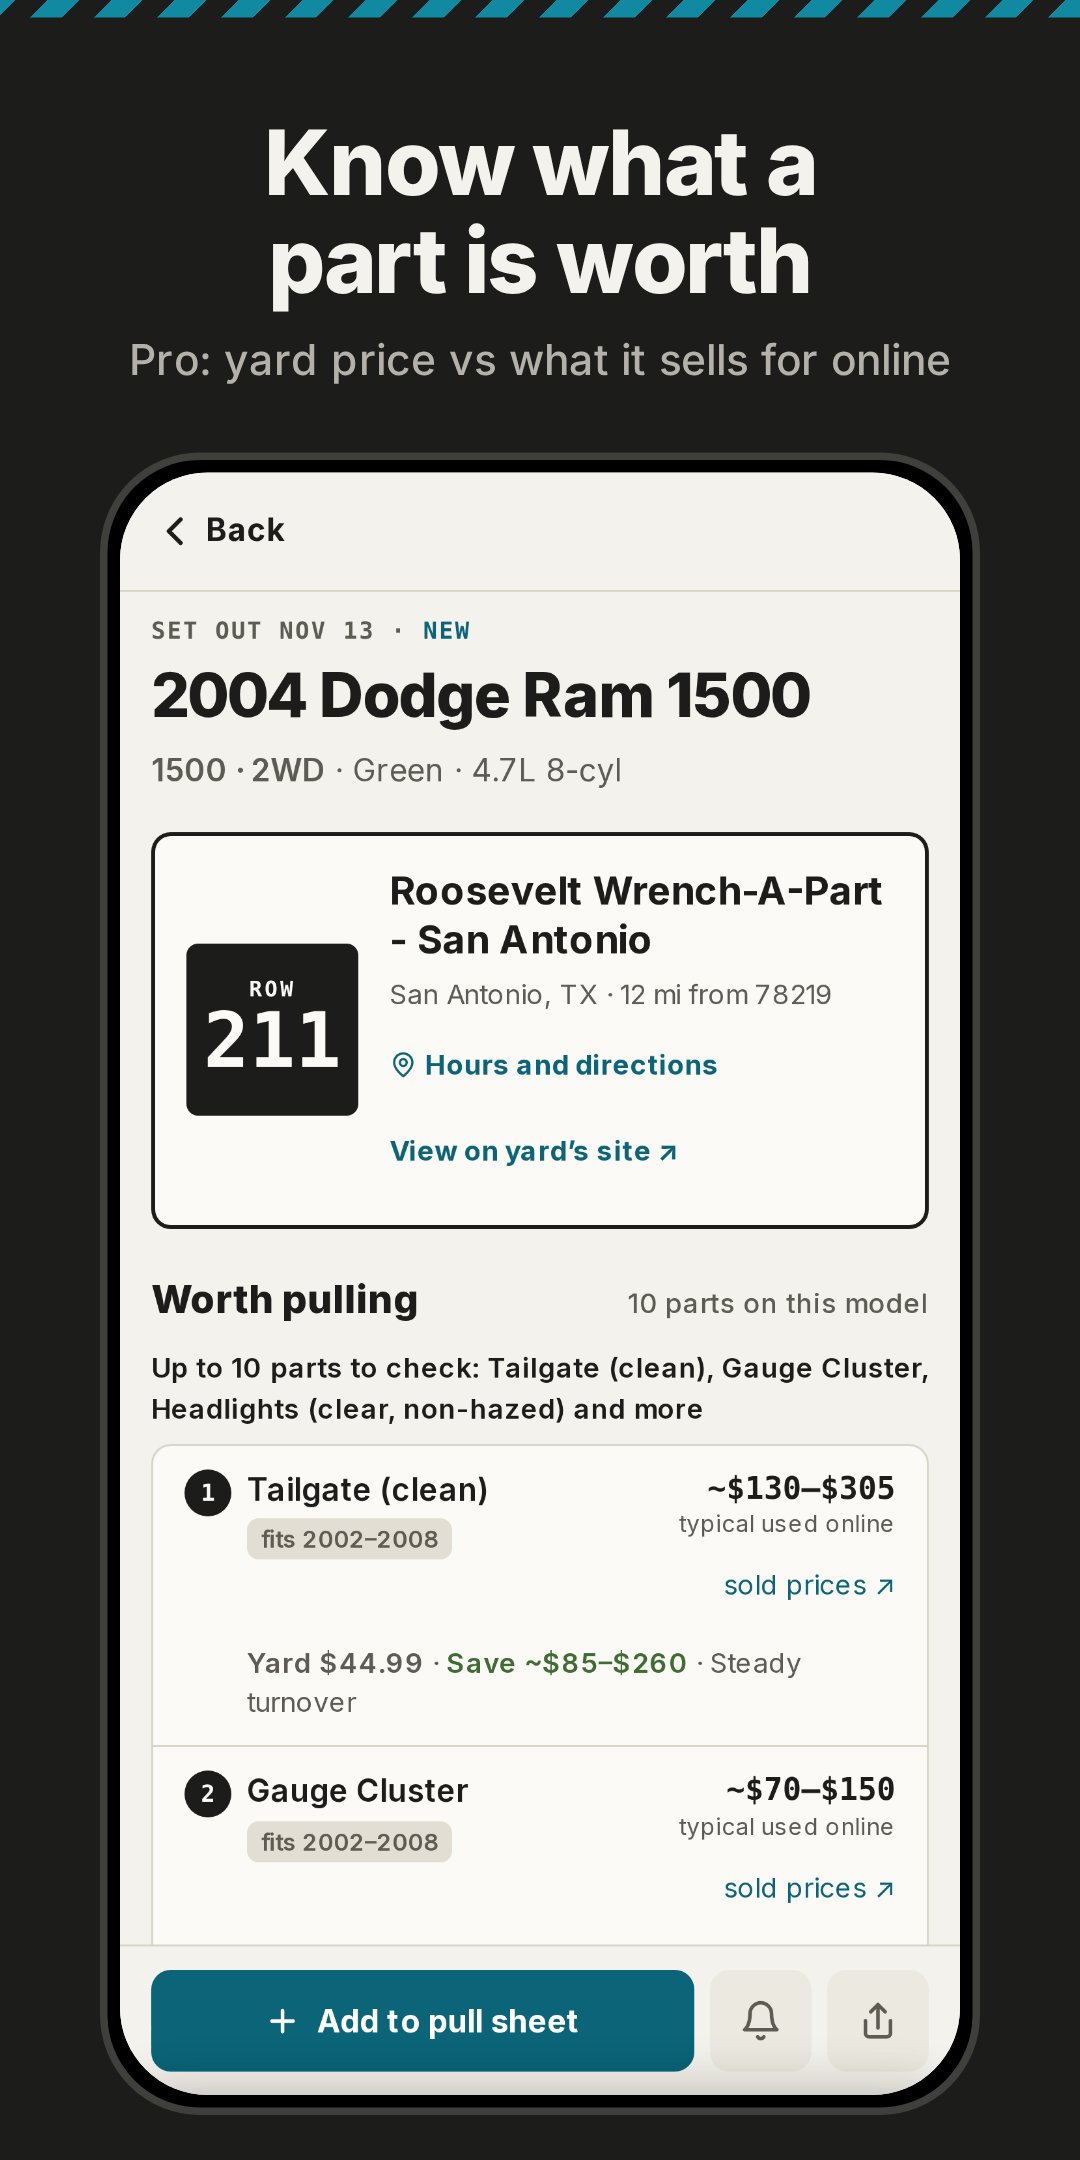 Know what a
part is worth
Pro: yard price vs what it sells for online
Back
SET OUT NOV 13 · NEW
2004 Dodge Ram 1500
1500 · 2WD · Green · 4.7L 8-cyl
Roosevelt Wrench-A-Part
- San Antonio
San Antonio, TX · 12 mi from 78219
ROW
211
Hours and directions
View on yard’s site ↗
Worth pulling
10 parts on this model
Up to 10 parts to check: Tailgate (clean), Gauge Cluster,
Headlights (clear, non-hazed) and more
1 Tailgate (clean) ~$130–$305
fits 2002–2008 typical used online
sold prices ↗
Yard $44.99 · Save ~$85–$260 · Steady
turnover
2 Gauge Cluster ~$70–$150
fits 2002–2008 typical used online
sold prices ↗
+ Add to pull sheet